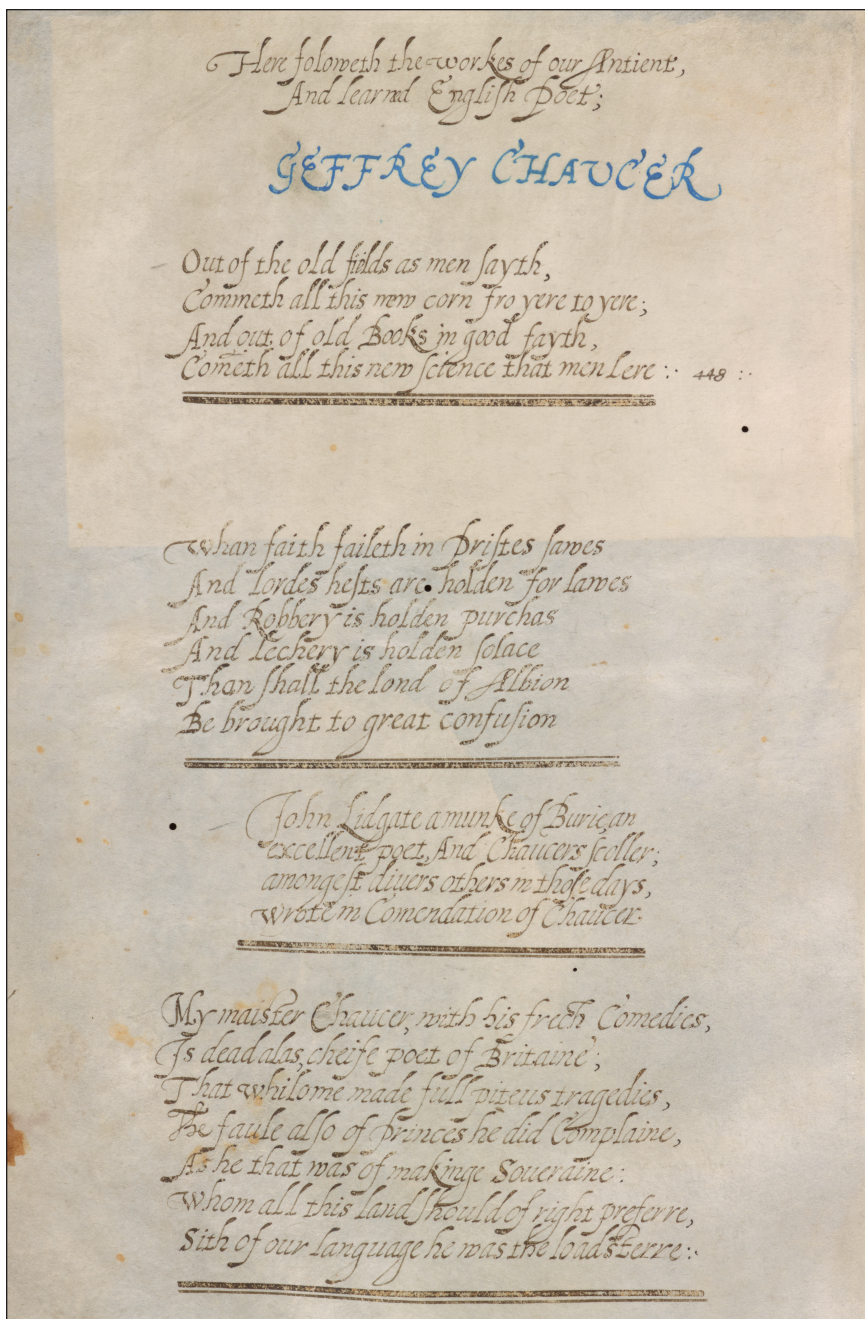 Here foloweth the workes of our Æntient,
And learnd English Poet;
GEFFREY CHAUCER
Out of the old fields as men sayth,
Commeth all this new corn fro yere to yere;
And out of old Books in good fayth,
Cometh all this new science that men lere :· 448 :·
Whan faith faileth in Pristes sawes
And Lordes hests are holden for lawes
And Robbery is holden purchas
And Lechery is holden solace
Than shall the lond of Ælbion
Be brought to great confusion
John Lidgate a munke of Burie, an
excellent poet, And Chaucers scoller;
amongest divers others in those days,
wrote in Comendation of Chaucer.
My maister Chaucer, with his frech Comedies,
Is dead alas, cheife poet of Britaine;
That whilome made full piteus tragedies,
The faule also of Princes he did Complaine,
As he that was of makinge Soueraine:
Whom all this land should of right preferre,
Sith of our language he was the loadsterre :·